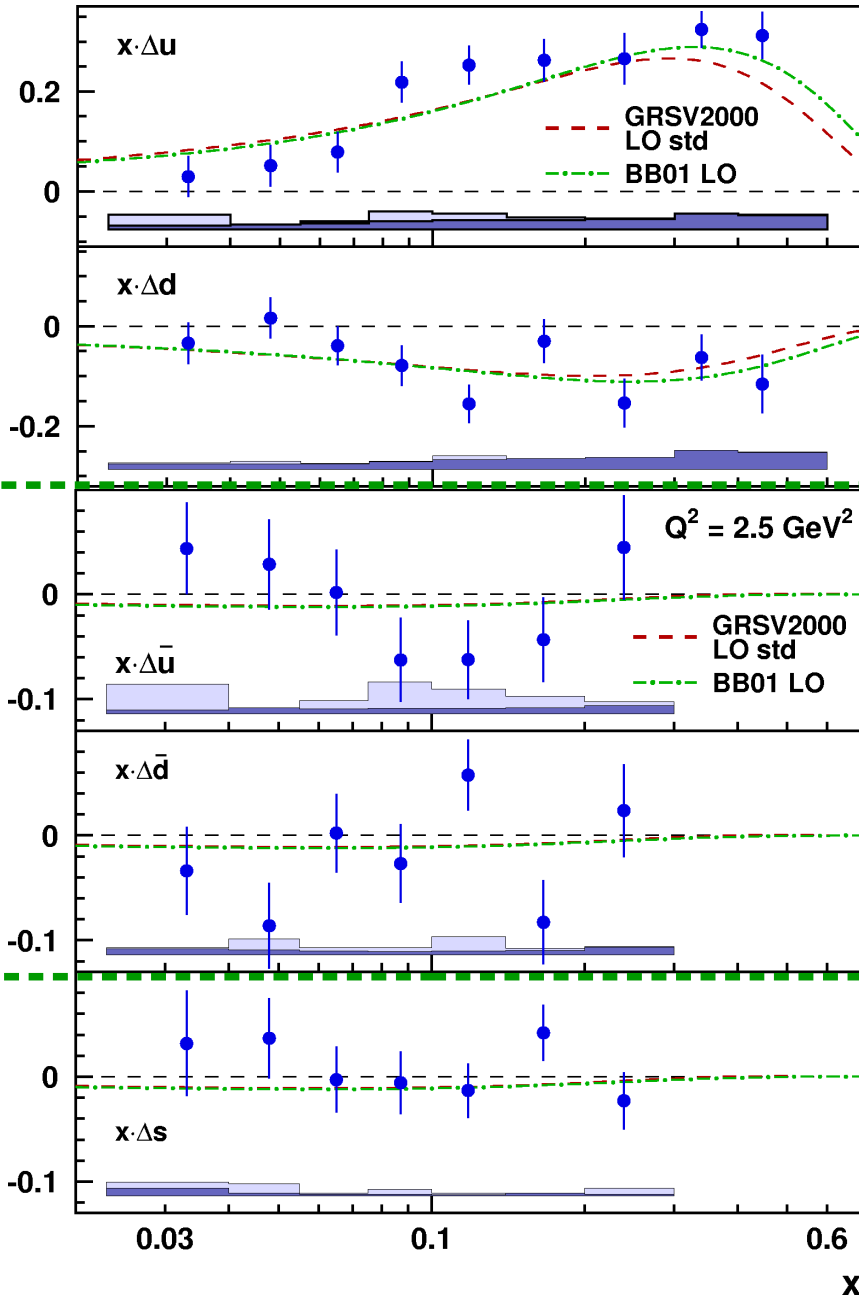 x·Δu
0.2
GRSV2000
LO std
BB01 LO
0
x·Δd
0
-0.2
Q² = 2.5 GeV²
0
GRSV2000
LO std
x·Δū
BB01 LO
-0.1
x·Δd̄
0
-0.1
0
x·Δs
-0.1
0.03 0.1 0.6
x